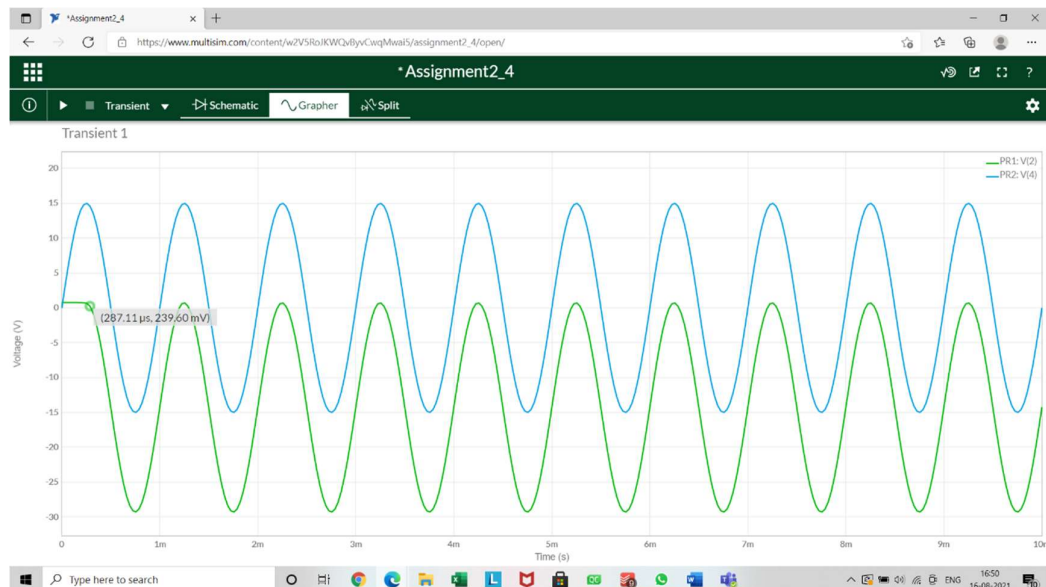 *Assignment2_4
https://www.multisim.com/content/w2V5RoJKWQvByvCwqMwai5/assignment2_4/open/
*Assignment2_4
Transient Schematic Grapher Split
Transient 1
PR1: V(2)
PR2: V(4)
20
15
10
5
0
-5
-10
-15
-20
-25
-30
Voltage (V)
(287.11 µs, 239.60 mV)
0 1m 2m 3m 4m 5m 6m 7m 8m 9m 10m
Time (s)
Type here to search
ENG
16:50
16-08-2021